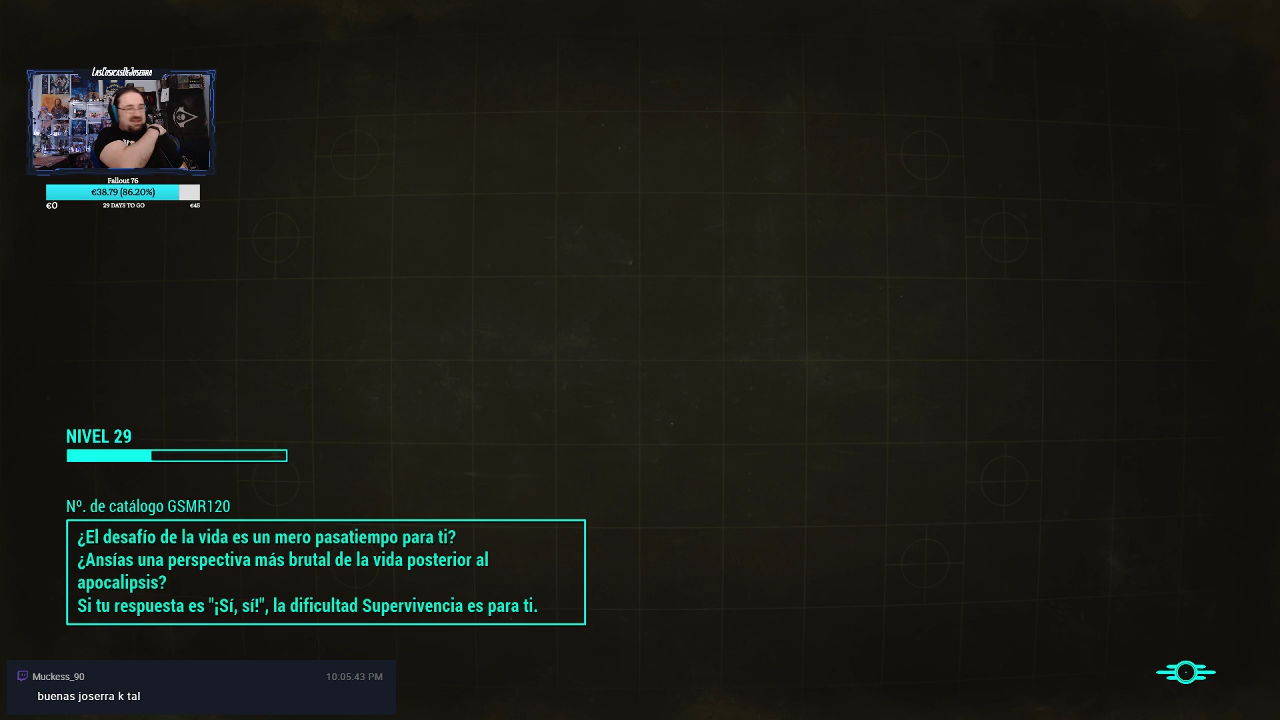 LasCosicasDeJoserra
Fallout 76
€38.79 (86.20%)
€0
29 DAYS TO GO
€45
NIVEL 29
Nº. de catálogo GSMR120
¿El desafío de la vida es un mero pasatiempo para ti?
¿Ansías una perspectiva más brutal de la vida posterior al
apocalipsis?
Si tu respuesta es "¡Sí, sí!", la dificultad Supervivencia es para ti.
Muckess_90
10:05:43 PM
buenas joserra k tal